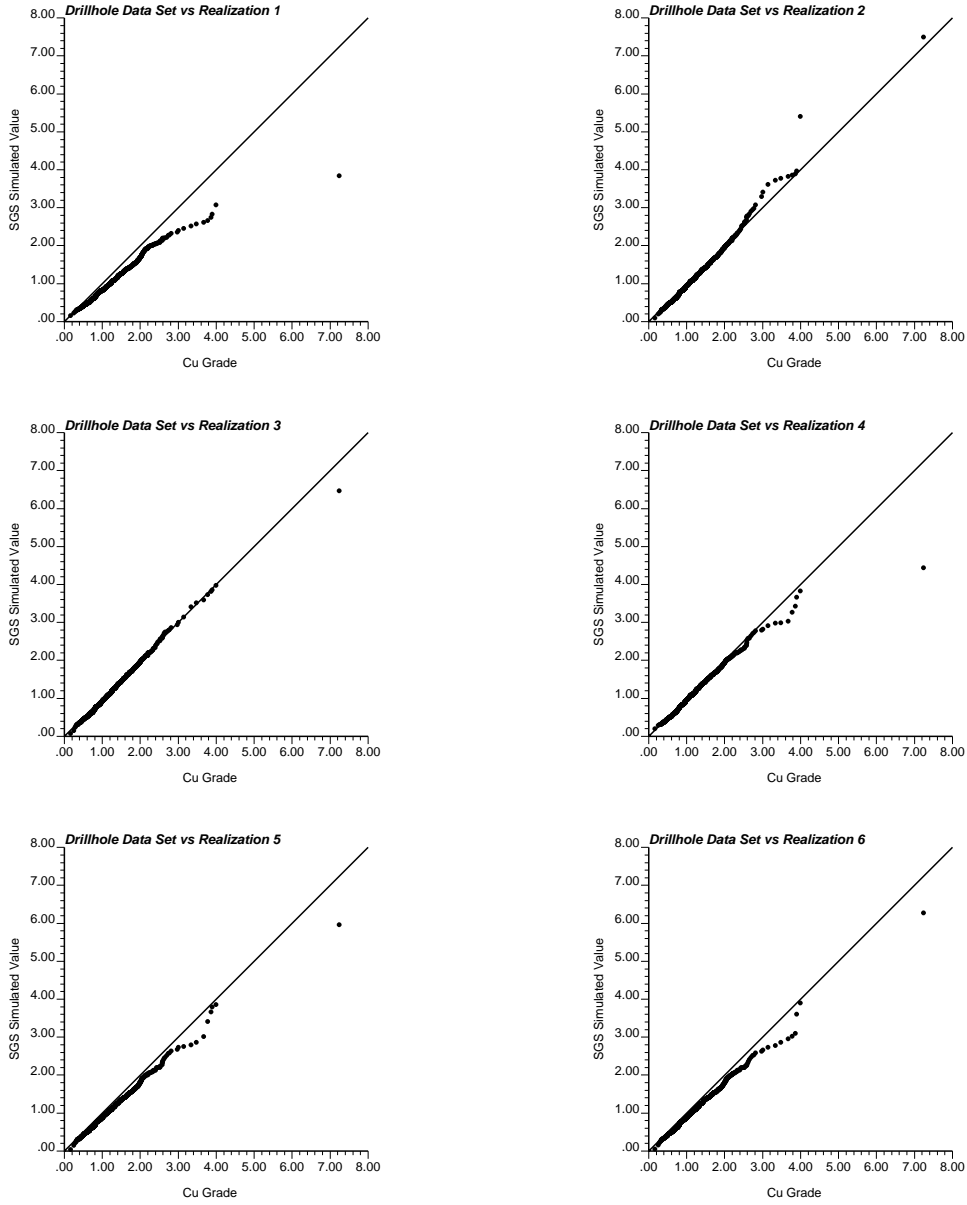 Drillhole Data Set vs Realization 1
8.00
7.00
6.00
5.00
4.00
3.00
2.00
1.00
.00
SGS Simulated Value
.00 1.00 2.00 3.00 4.00 5.00 6.00 7.00 8.00
Cu Grade
Drillhole Data Set vs Realization 2
8.00
7.00
6.00
5.00
4.00
3.00
2.00
1.00
.00
SGS Simulated Value
.00 1.00 2.00 3.00 4.00 5.00 6.00 7.00 8.00
Cu Grade
Drillhole Data Set vs Realization 3
8.00
7.00
6.00
5.00
4.00
3.00
2.00
1.00
.00
SGS Simulated Value
.00 1.00 2.00 3.00 4.00 5.00 6.00 7.00 8.00
Cu Grade
Drillhole Data Set vs Realization 4
8.00
7.00
6.00
5.00
4.00
3.00
2.00
1.00
.00
SGS Simulated Value
.00 1.00 2.00 3.00 4.00 5.00 6.00 7.00 8.00
Cu Grade
Drillhole Data Set vs Realization 5
8.00
7.00
6.00
5.00
4.00
3.00
2.00
1.00
.00
SGS Simulated Value
.00 1.00 2.00 3.00 4.00 5.00 6.00 7.00 8.00
Cu Grade
Drillhole Data Set vs Realization 6
8.00
7.00
6.00
5.00
4.00
3.00
2.00
1.00
.00
SGS Simulated Value
.00 1.00 2.00 3.00 4.00 5.00 6.00 7.00 8.00
Cu Grade